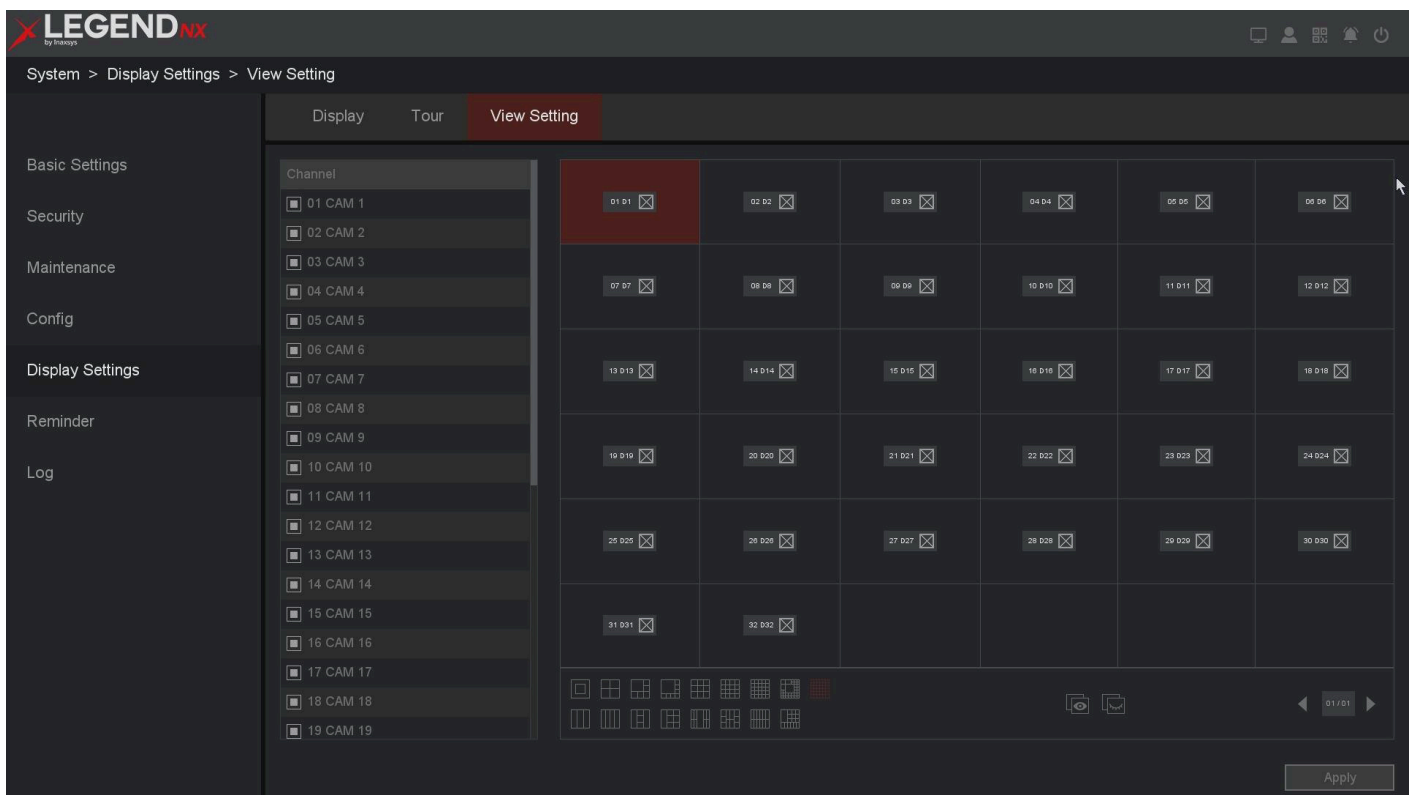 LEGEND NX
by Inaxsys
System > Display Settings > View Setting
Display Tour View Setting
Basic Settings
Security
Maintenance
Config
Display Settings
Reminder
Log
Channel
01 CAM 1
02 CAM 2
03 CAM 3
04 CAM 4
05 CAM 5
06 CAM 6
07 CAM 7
08 CAM 8
09 CAM 9
10 CAM 10
11 CAM 11
12 CAM 12
13 CAM 13
14 CAM 14
15 CAM 15
16 CAM 16
17 CAM 17
18 CAM 18
19 CAM 19
01 D1 02 D2 03 D3 04 D4 05 D5 06 D6
07 D7 08 D8 09 D9 10 D10 11 D11 12 D12
13 D13 14 D14 15 D15 16 D16 17 D17 18 D18
19 D19 20 D20 21 D21 22 D22 23 D23 24 D24
25 D25 26 D26 27 D27 28 D28 29 D29 30 D30
31 D31 32 D32
01 / 01
Apply